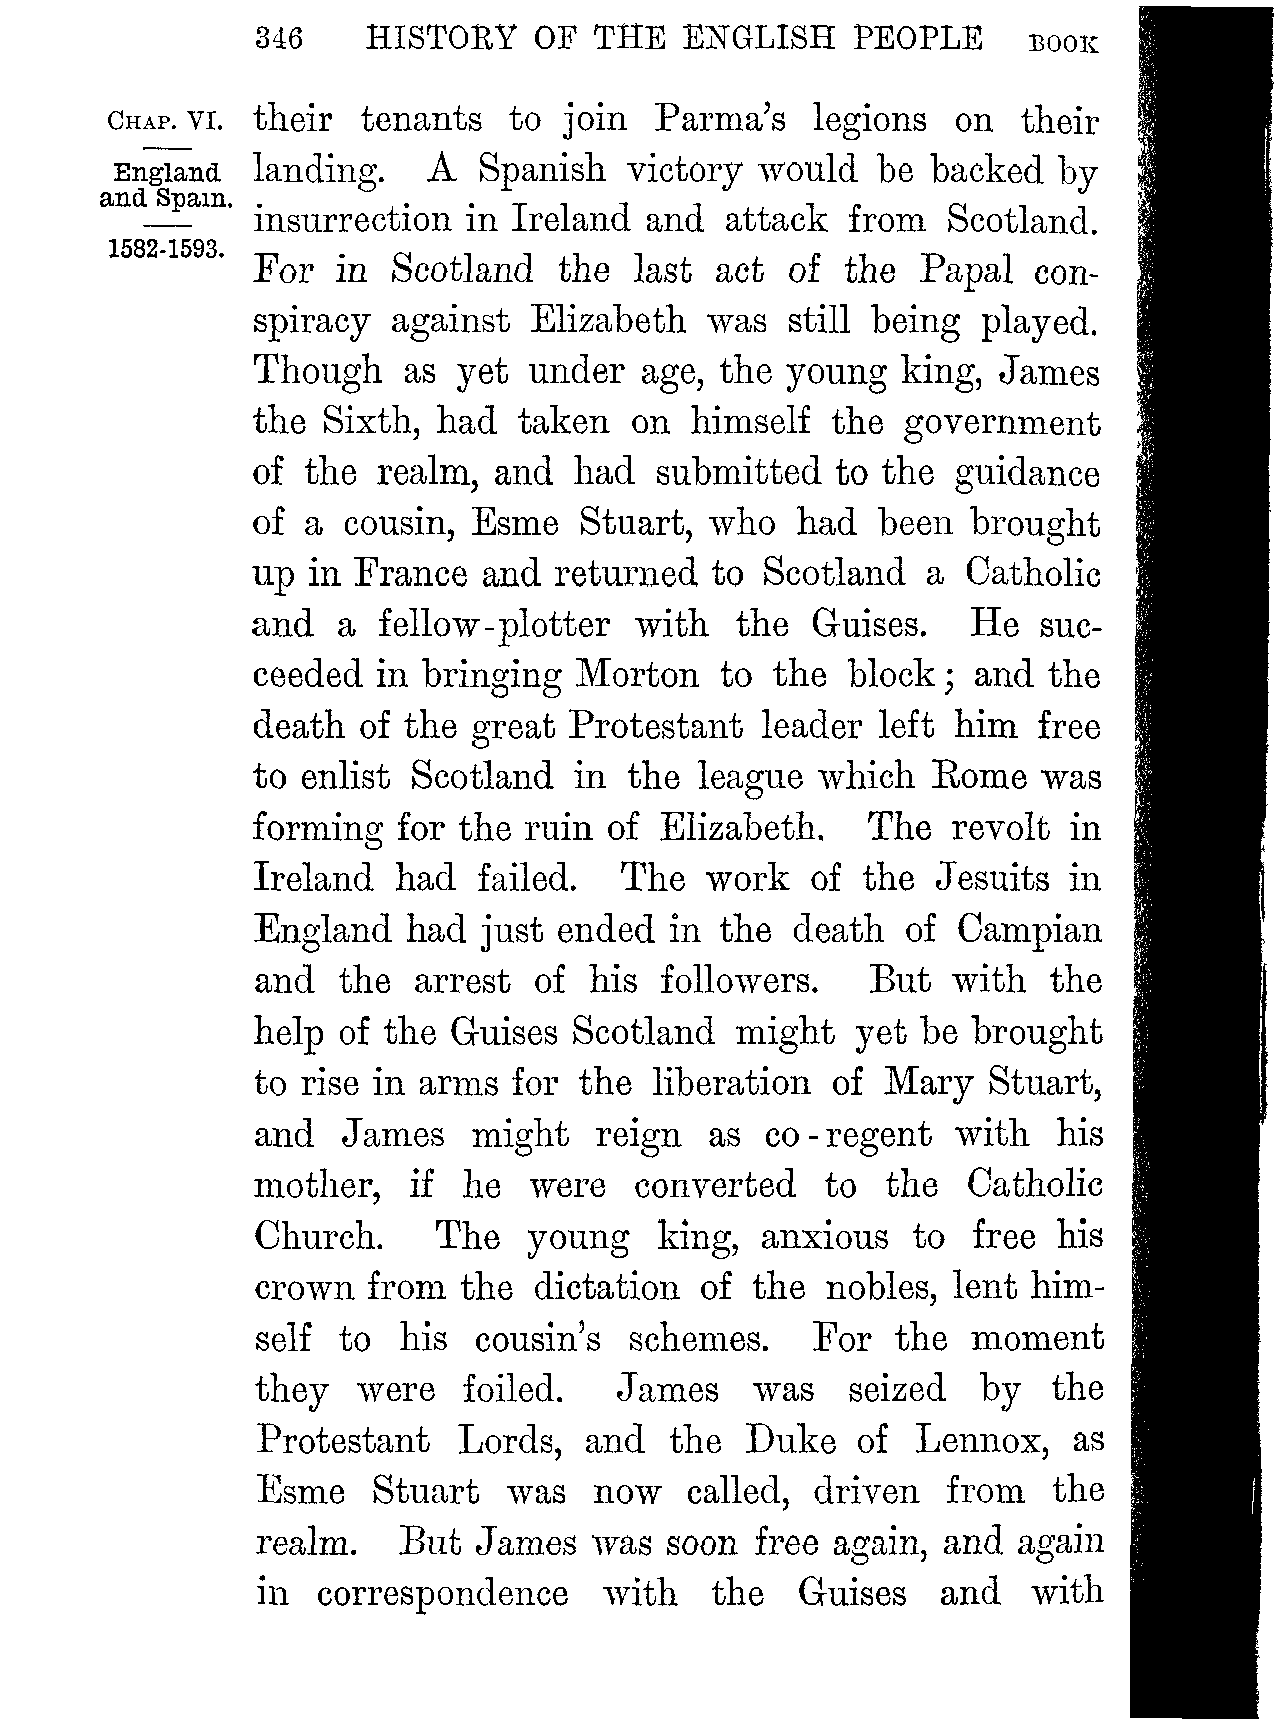 346 HISTORY OF THE ENGLISH PEOPLE BOOK
CHAP. VI.
England
and Spain.
1582-1593.
their tenants to join Parma's legions on their
landing. A Spanish victory would be backed by
insurrection in Ireland and attack from Scotland.
For in Scotland the last act of the Papal con-
spiracy against Elizabeth was still being played.
Though as yet under age, the young king, James
the Sixth, had taken on himself the government
of the realm, and had submitted to the guidance
of a cousin, Esme Stuart, who had been brought
up in France and returned to Scotland a Catholic
and a fellow-plotter with the Guises. He suc-
ceeded in bringing Morton to the block; and the
death of the great Protestant leader left him free
to enlist Scotland in the league which Rome was
forming for the ruin of Elizabeth. The revolt in
Ireland had failed. The work of the Jesuits in
England had just ended in the death of Campian
and the arrest of his followers. But with the
help of the Guises Scotland might yet be brought
to rise in arms for the liberation of Mary Stuart,
and James might reign as co-regent with his
mother, if he were converted to the Catholic
Church. The young king, anxious to free his
crown from the dictation of the nobles, lent him-
self to his cousin's schemes. For the moment
they were foiled. James was seized by the
Protestant Lords, and the Duke of Lennox, as
Esme Stuart was now called, driven from the
realm. But James was soon free again, and again
in correspondence with the Guises and with